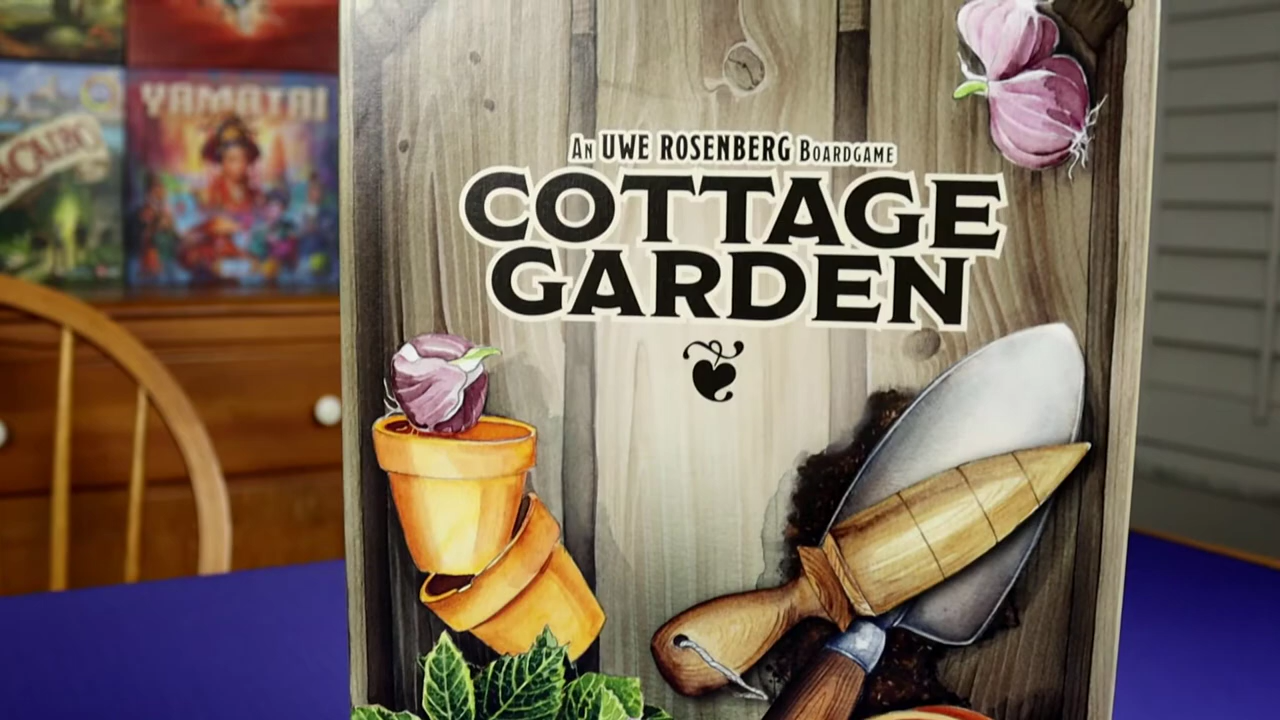 YAMATAI
An UWE ROSENBERG BOARDGAME
COTTAGE
GARDEN